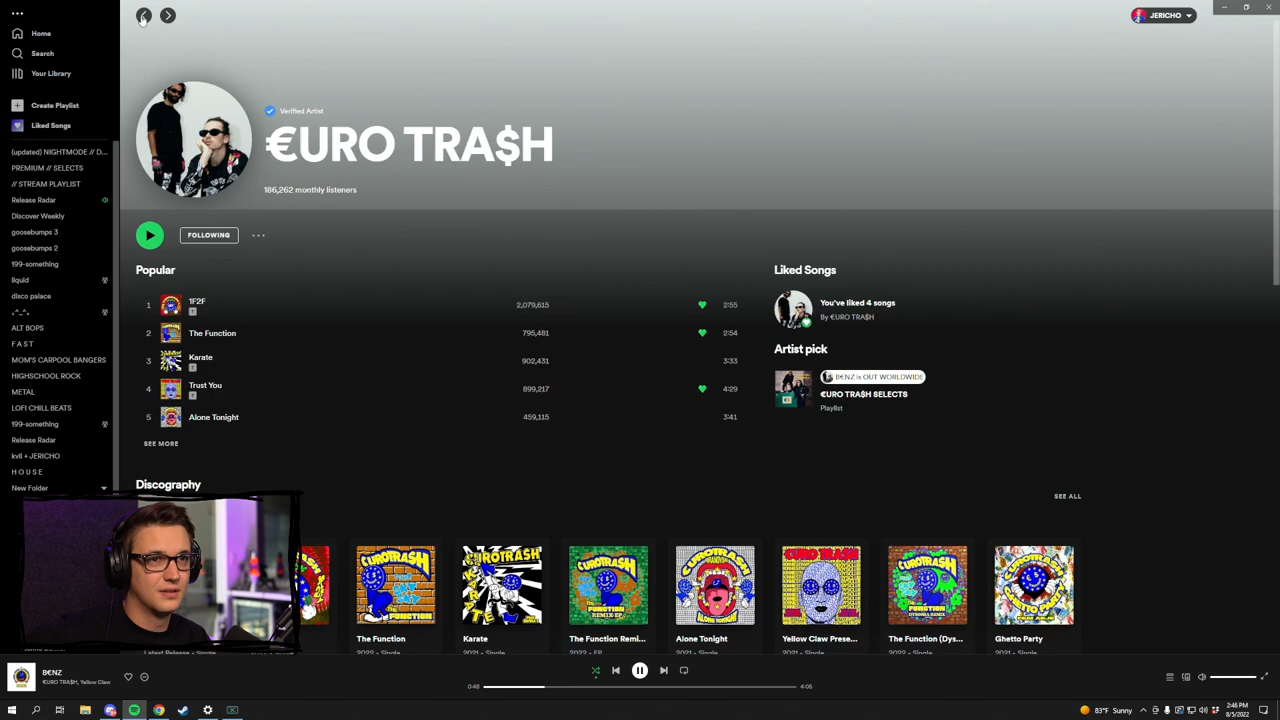 Home
Search
Your Library
Create Playlist
Liked Songs
(updated) NIGHTMODE // D...
PREMIUM // SELECTS
// STREAM PLAYLIST
Release Radar
Discover Weekly
goosebumps 3
goosebumps 2
199-something
liquid
disco palace
ALT BOPS
F A S T
MOM'S CARPOOL BANGERS
HIGHSCHOOL ROCK
METAL
LOFI CHILL BEATS
199-something
Release Radar
kvll + JERICHO
H O U S E
New Folder
JERICHO
Verified Artist
€URO TRA$H
186,262 monthly listeners
FOLLOWING
Popular
1 1F2F 2,079,615 2:55
2 The Function 795,481 2:54
3 Karate 902,431 3:33
4 Trust You 899,217 4:29
5 Alone Tonight 459,115 3:41
SEE MORE
Liked Songs
You've liked 4 songs
By €URO TRA$H
Artist pick
B€NZ is OUT WORLDWIDE
€URO TRA$H SELECTS
Playlist
Discography
SEE ALL
The Function
Karate
The Function Remi...
Alone Tonight
Yellow Claw Prese...
The Function (Dys...
Ghetto Party
B€NZ
€URO TRA$H, Yellow Claw
0:48
4:05
83°F Sunny
2:46 PM
8/5/2022